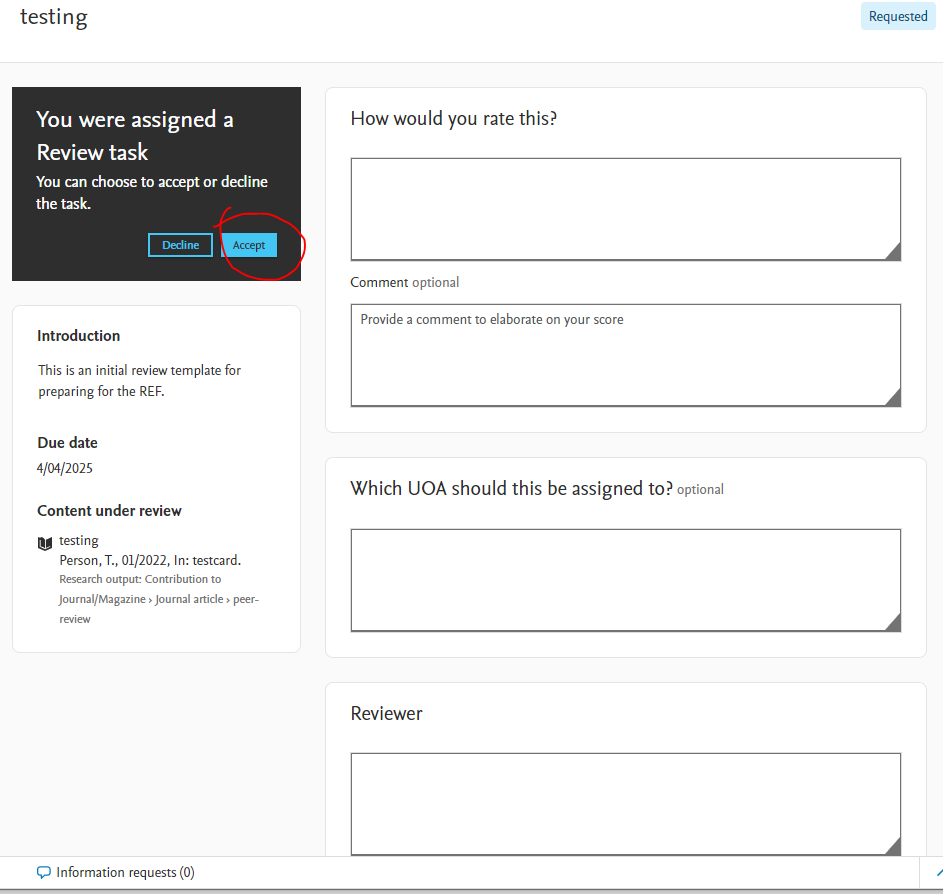 testing
Requested
You were assigned a
Review task
You can choose to accept or decline
the task.
Decline
Accept
Introduction
This is an initial review template for
preparing for the REF.
Due date
4/04/2025
Content under review
testing
Person, T., 01/2022, In: testcard.
Research output: Contribution to
Journal/Magazine › Journal article › peer-
review
How would you rate this?
Comment optional
Provide a comment to elaborate on your score
Which UOA should this be assigned to? optional
Reviewer
Information requests (0)